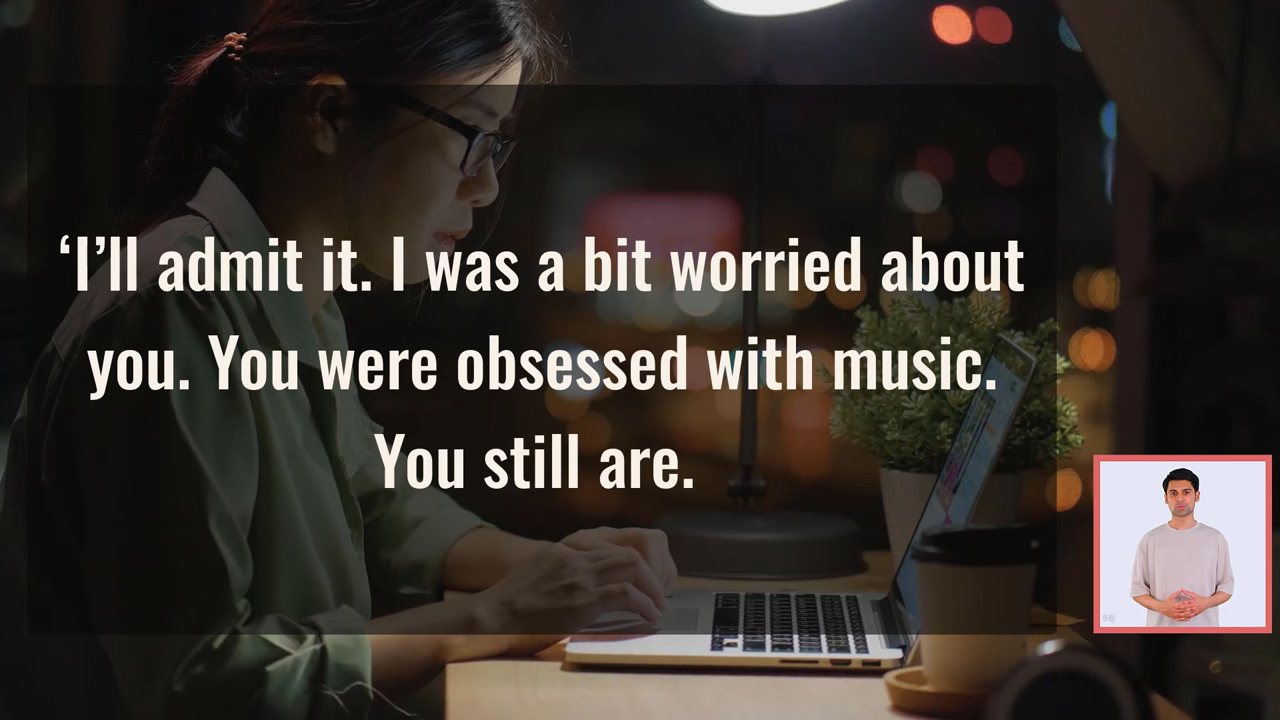 ‘I’ll admit it. I was a bit worried about
you. You were obsessed with music.
You still are.